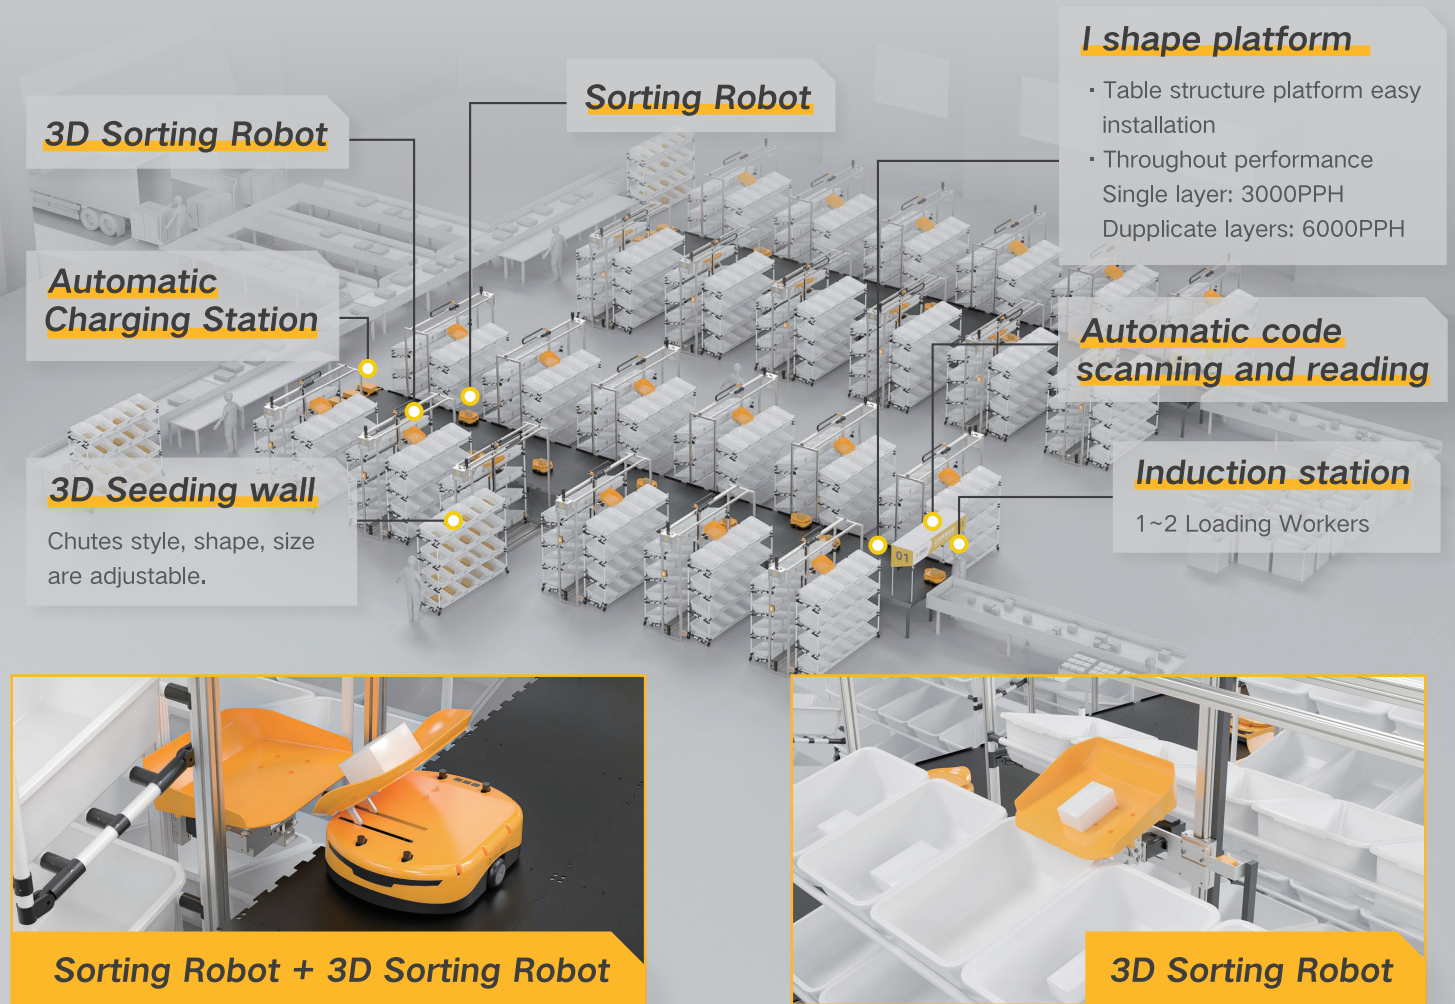 I shape platform
· Table structure platform easy
installation
· Throughout performance
Single layer: 3000PPH
Dupplicate layers: 6000PPH
Sorting Robot
3D Sorting Robot
Automatic
Charging Station
Automatic code
scanning and reading
3D Seeding wall
Chutes style, shape, size
are adjustable.
Induction station
1~2 Loading Workers
01
Sorting Robot + 3D Sorting Robot
3D Sorting Robot